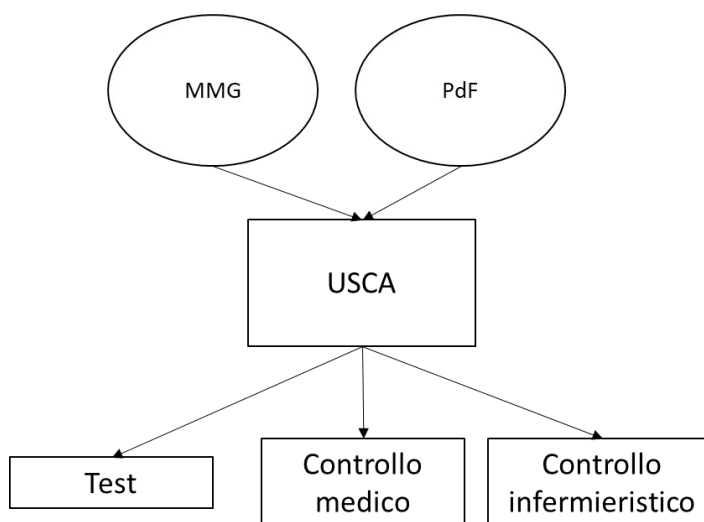 MMG
PdF
USCA
Test
Controllo
medico
Controllo
infermieristico